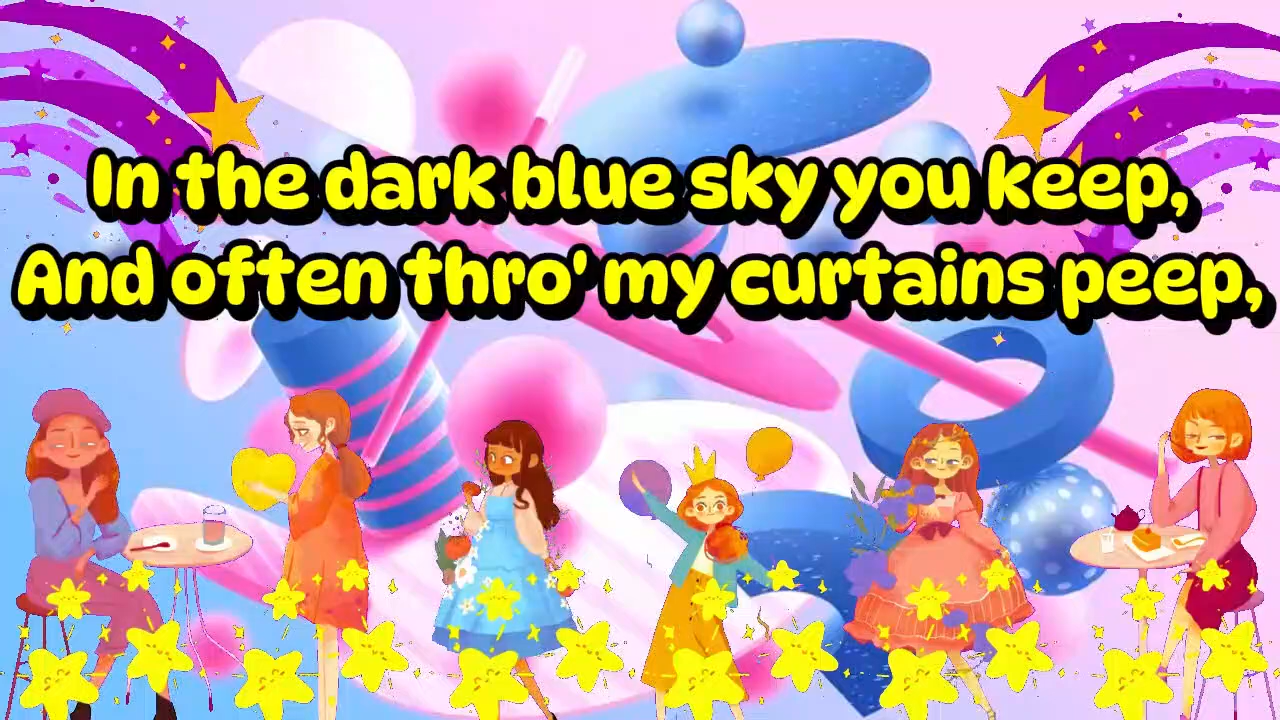 In the dark blue sky you keep,
And often thro' my curtains peep,